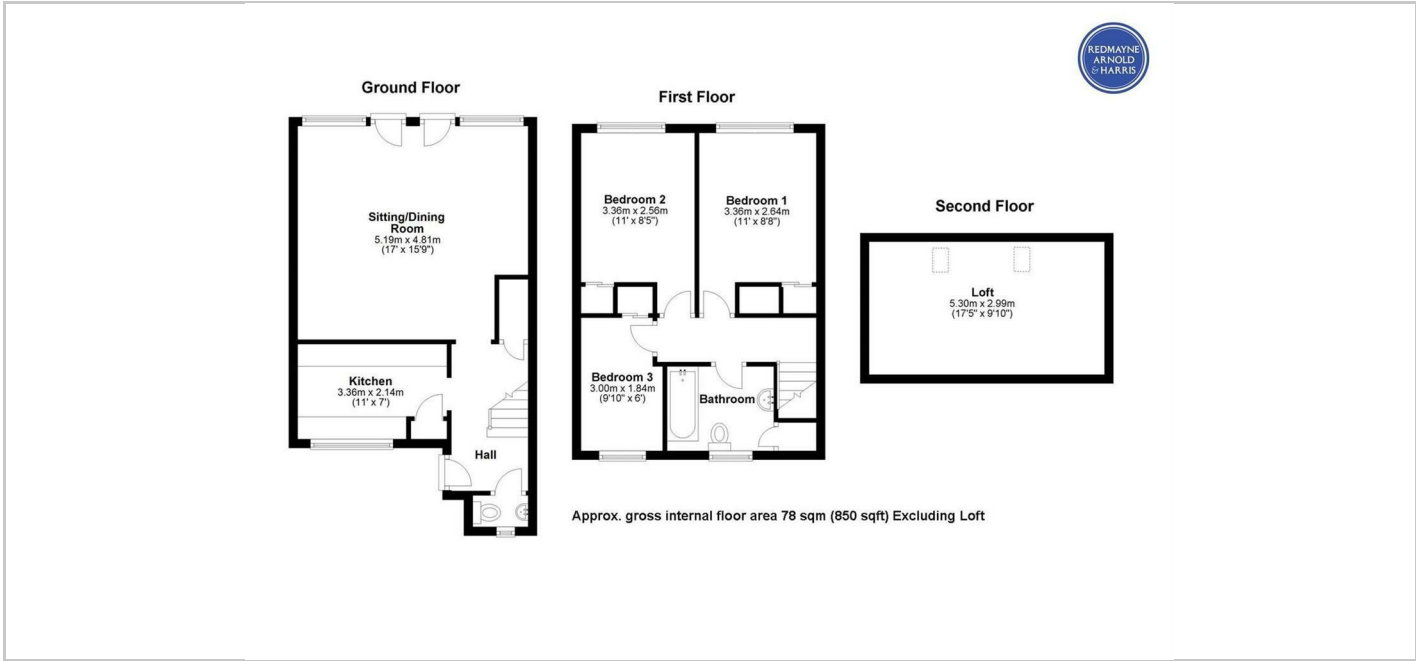 REDMAYNE
ARNOLD
& HARRIS
Ground Floor
Sitting/Dining
Room
5.19m x 4.81m
(17' x 15'9")
Kitchen
3.36m x 2.14m
(11' x 7')
Hall
First Floor
Bedroom 2
3.36m x 2.56m
(11' x 8'5")
Bedroom 1
3.36m x 2.64m
(11' x 8'8")
Bedroom 3
3.00m x 1.84m
(9'10" x 6')
Bathroom
Second Floor
Loft
5.30m x 2.99m
(17'5" x 9'10")
Approx. gross internal floor area 78 sqm (850 sqft) Excluding Loft